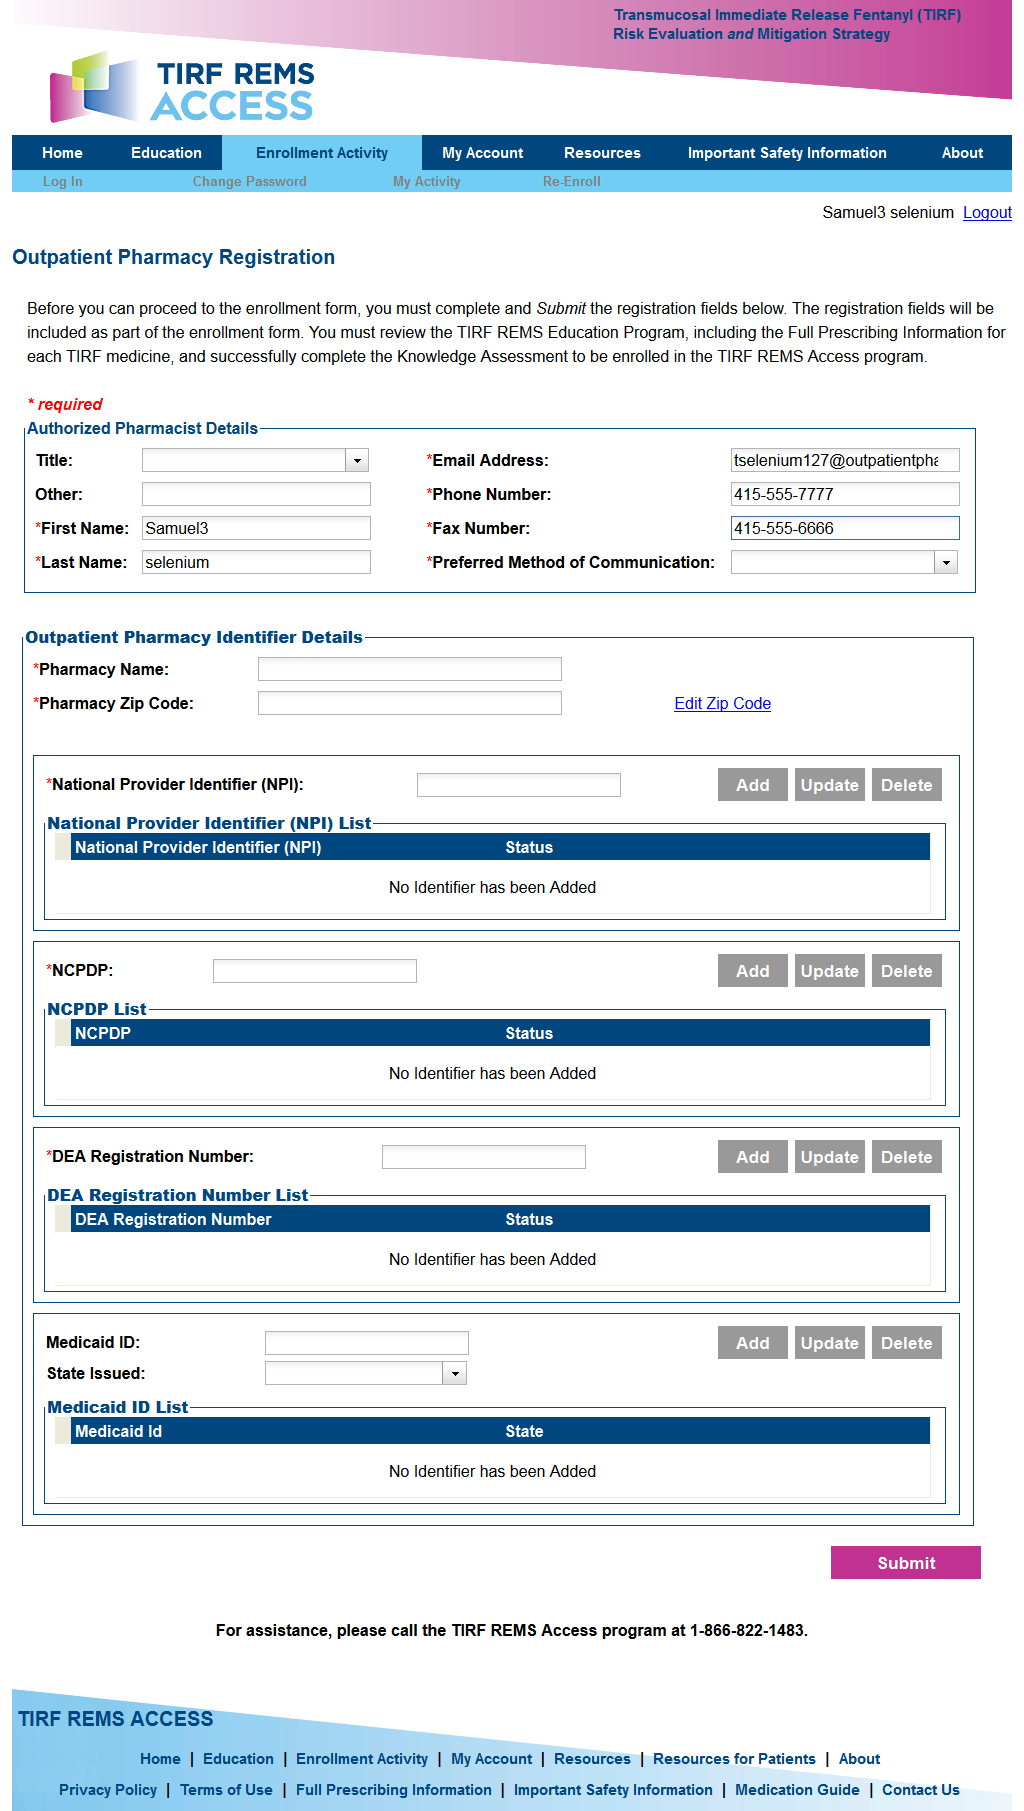 Transmucosal Immediate Release Fentanyl (TIRF)
Risk Evaluation and Mitigation Strategy
TIRF REMS
ACCESS
Home Education Enrollment Activity My Account Resources Important Safety Information About
Log In Change Password My Activity Re-Enroll
Samuel3 selenium Logout
Outpatient Pharmacy Registration
Before you can proceed to the enrollment form, you must complete and Submit the registration fields below. The registration fields will be
included as part of the enrollment form. You must review the TIRF REMS Education Program, including the Full Prescribing Information for
each TIRF medicine, and successfully complete the Knowledge Assessment to be enrolled in the TIRF REMS Access program.
* required
Authorized Pharmacist Details
Title: *Email Address: tselenium127@outpatientpha
Other: *Phone Number: 415-555-7777
*First Name: Samuel3 *Fax Number: 415-555-6666
*Last Name: selenium *Preferred Method of Communication:
Outpatient Pharmacy Identifier Details
*Pharmacy Name:
*Pharmacy Zip Code: Edit Zip Code
*National Provider Identifier (NPI): Add Update Delete
National Provider Identifier (NPI) List
National Provider Identifier (NPI) Status
No Identifier has been Added
*NCPDP: Add Update Delete
NCPDP List
NCPDP Status
No Identifier has been Added
*DEA Registration Number: Add Update Delete
DEA Registration Number List
DEA Registration Number Status
No Identifier has been Added
Medicaid ID: Add Update Delete
State Issued:
Medicaid ID List
Medicaid Id State
No Identifier has been Added
Submit
For assistance, please call the TIRF REMS Access program at 1-866-822-1483.
TIRF REMS ACCESS
Home | Education | Enrollment Activity | My Account | Resources | Resources for Patients | About
Privacy Policy | Terms of Use | Full Prescribing Information | Important Safety Information | Medication Guide | Contact Us